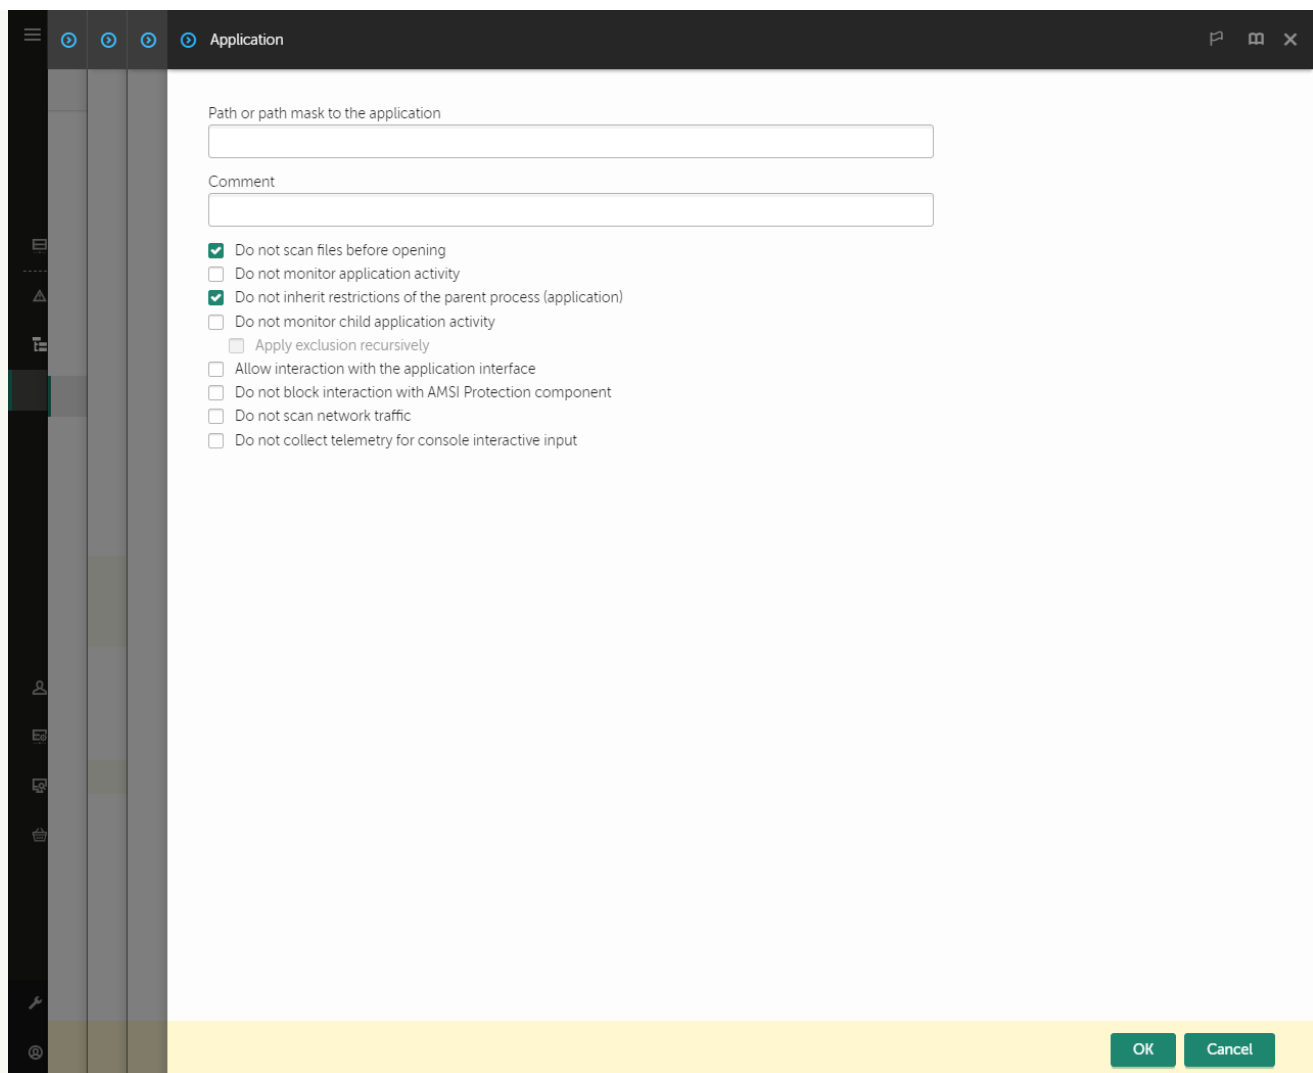 Application
Path or path mask to the application
Comment
Do not scan files before opening
Do not monitor application activity
Do not inherit restrictions of the parent process (application)
Do not monitor child application activity
Apply exclusion recursively
Allow interaction with the application interface
Do not block interaction with AMSI Protection component
Do not scan network traffic
Do not collect telemetry for console interactive input
OK Cancel